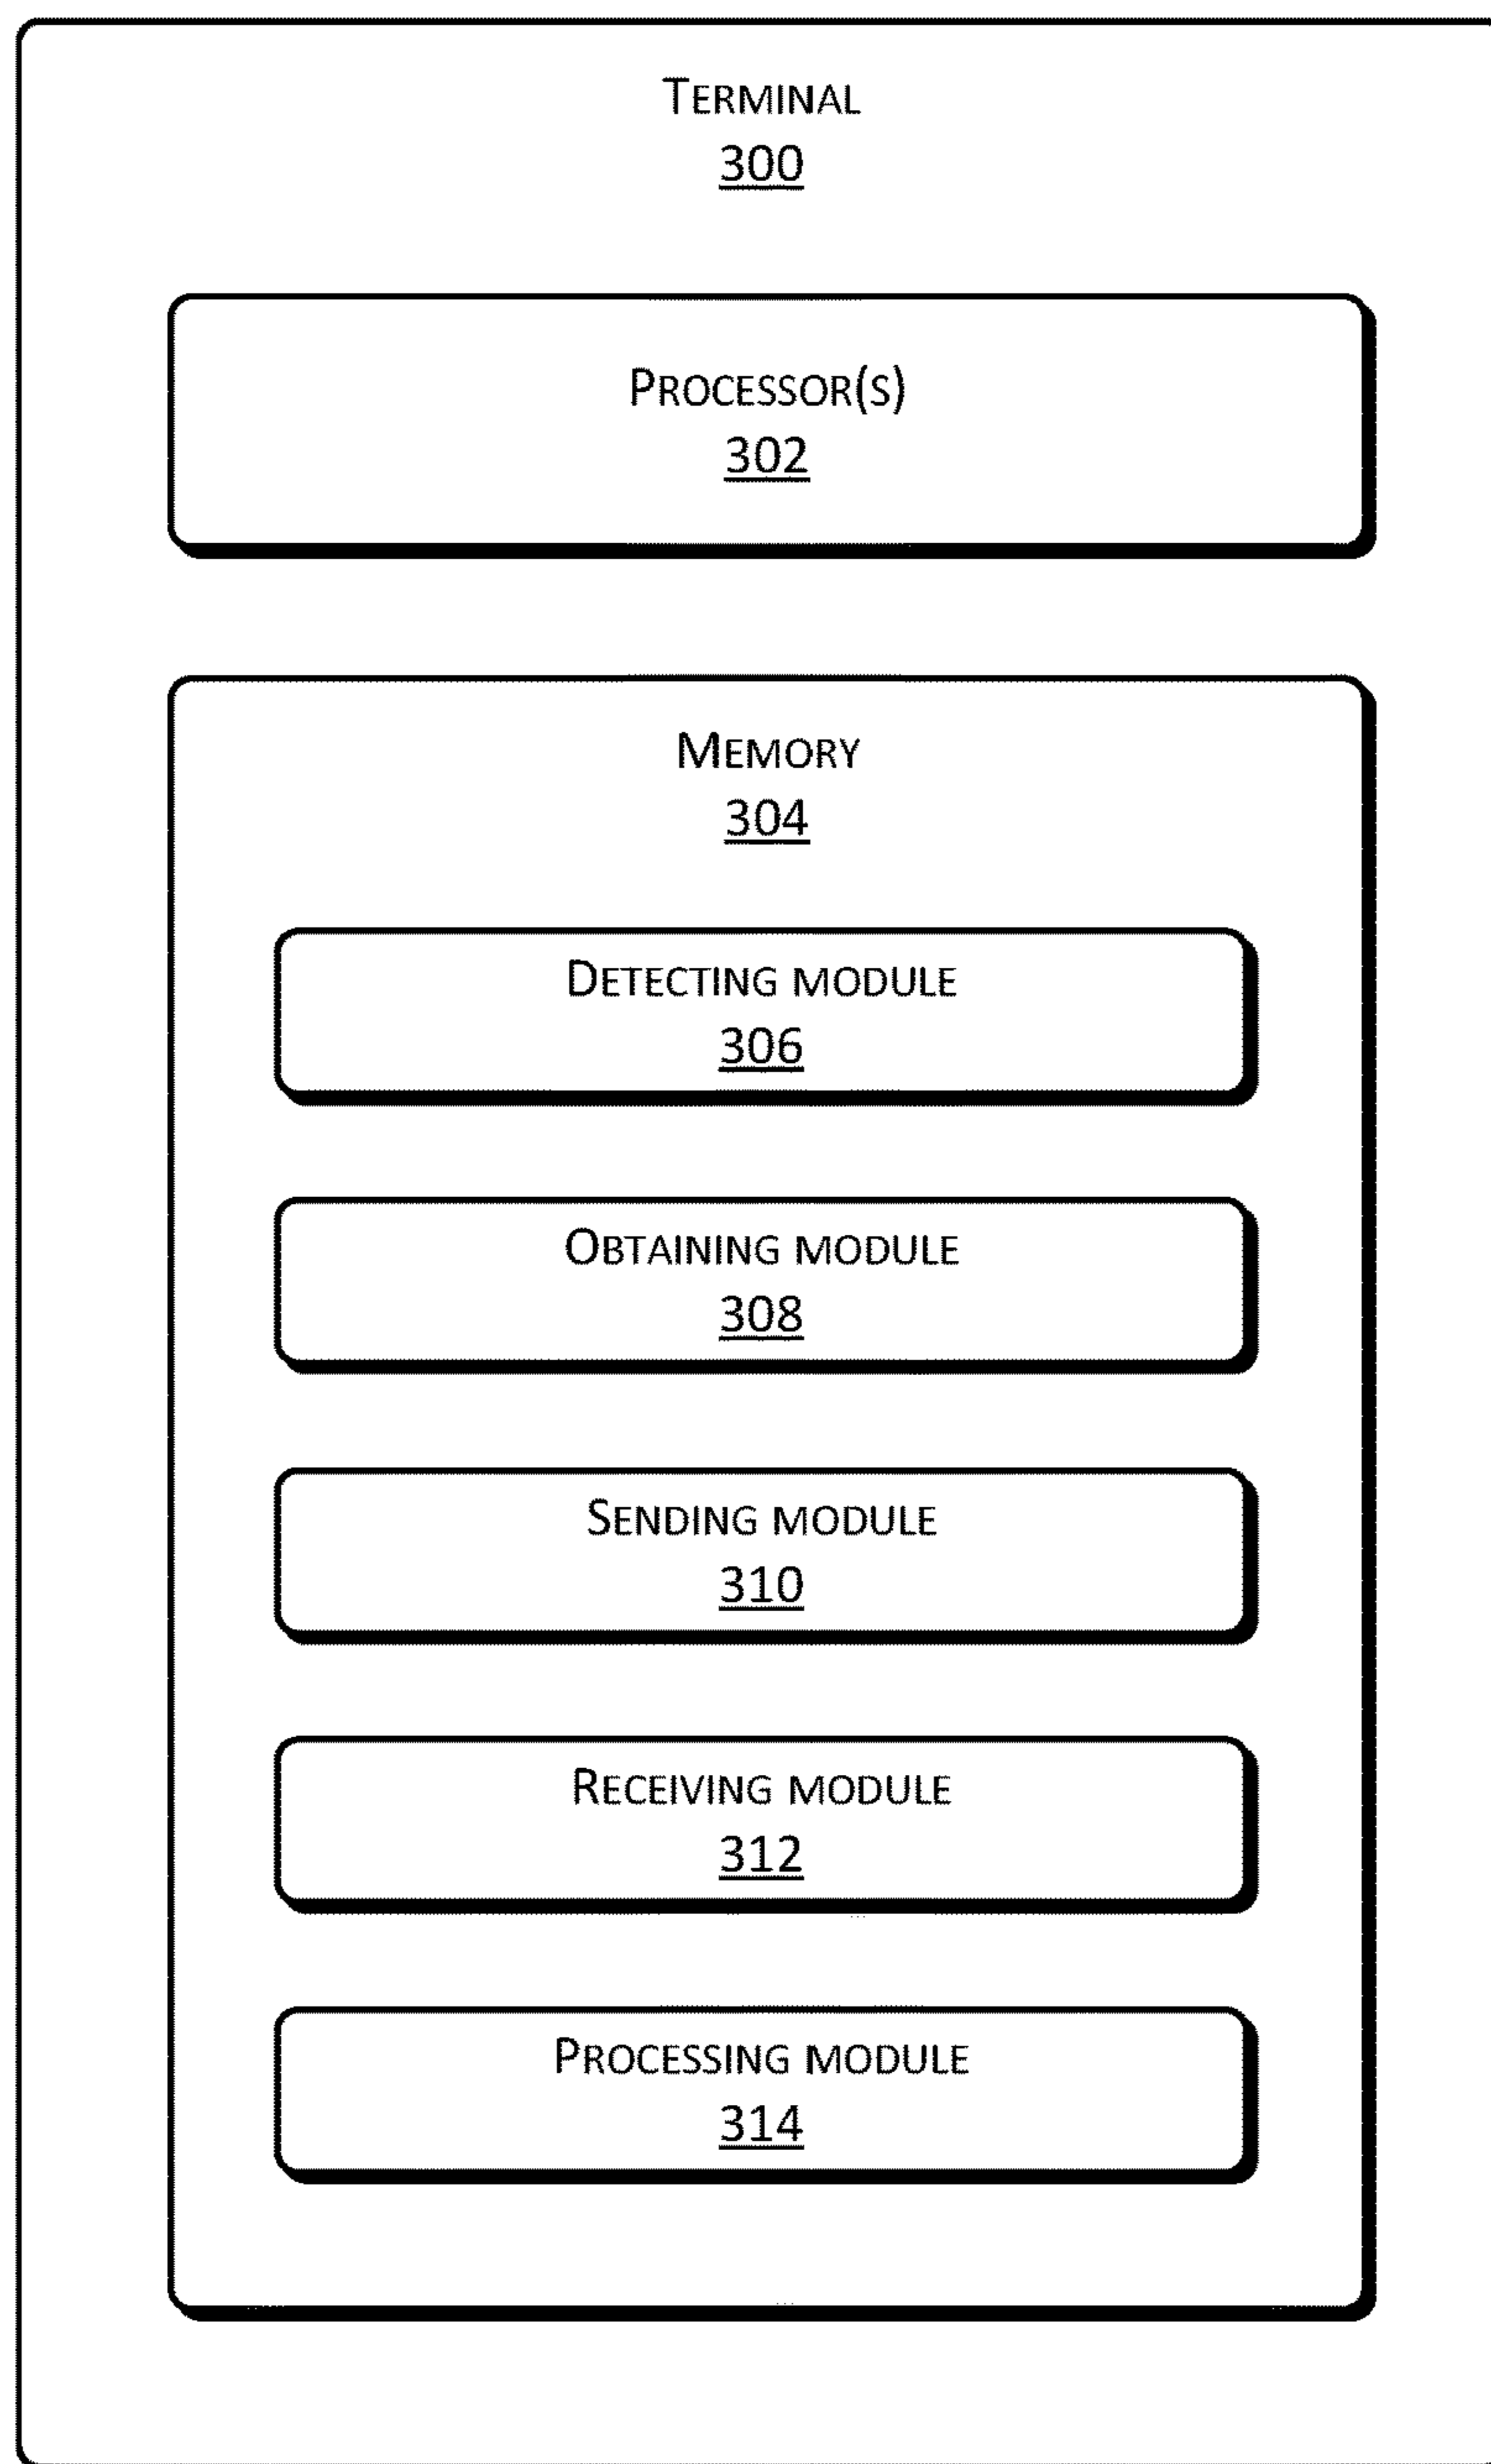 TERMINAL
300
PROCESSOR(S)
302
MEMORY
304
DETECTING MODULE
306
OBTAINING MODULE
308
SENDING MODULE
310
RECEIVING MODULE
312
PROCESSING MODULE
314